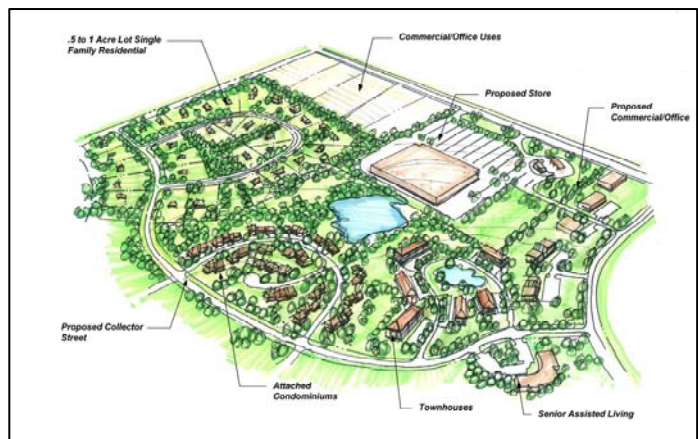 .5 to 1 Acre Lot Single
Family Residential
Commercial/Office Uses
Proposed Store
Proposed
Commercial/Office
Proposed Collector
Street
Attached
Condominiums
Townhouses
Senior Assisted Living